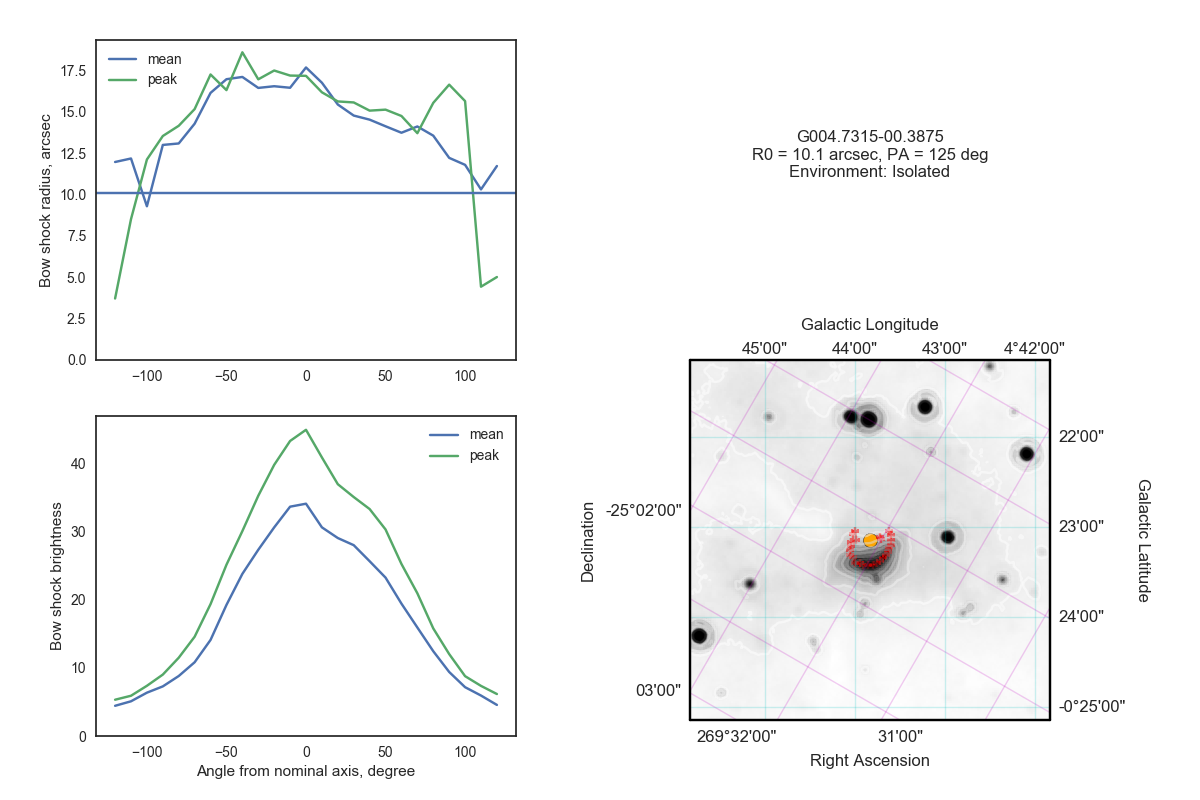 mean
peak
17.5
15.0
12.5
10.0
7.5
5.0
2.5
0.0
Bow shock radius, arcsec
−100
−50
0
50
100
G004.7315-00.3875
R0 = 10.1 arcsec, PA = 125 deg
Environment: Isolated
mean
peak
40
30
20
10
0
Bow shock brightness
−100
−50
0
50
100
Angle from nominal axis, degree
Galactic Longitude
45'00"
44'00"
43'00"
4°42'00"
22'00"
23'00"
24'00"
-0°25'00"
Galactic Latitude
-25°02'00"
03'00"
Declination
269°32'00"
31'00"
Right Ascension